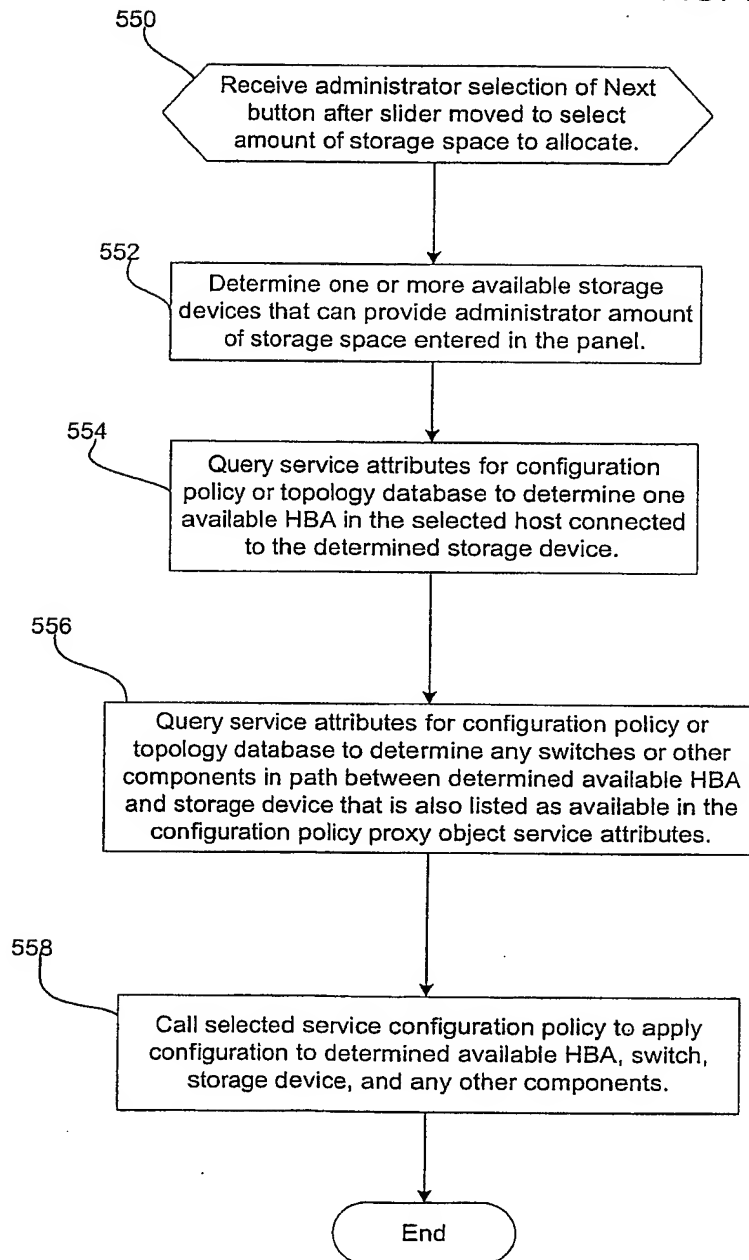 550
Receive administrator selection of Next
button after slider moved to select
amount of storage space to allocate.
552
Determine one or more available storage
devices that can provide administrator amount
of storage space entered in the panel.
554
Query service attributes for configuration
policy or topology database to determine one
available HBA in the selected host connected
to the determined storage device.
556
Query service attributes for configuration policy or
topology database to determine any switches or other
components in path between determined available HBA
and storage device that is also listed as available in the
configuration policy proxy object service attributes.
558
Call selected service configuration policy to apply
configuration to determined available HBA, switch,
storage device, and any other components.
End